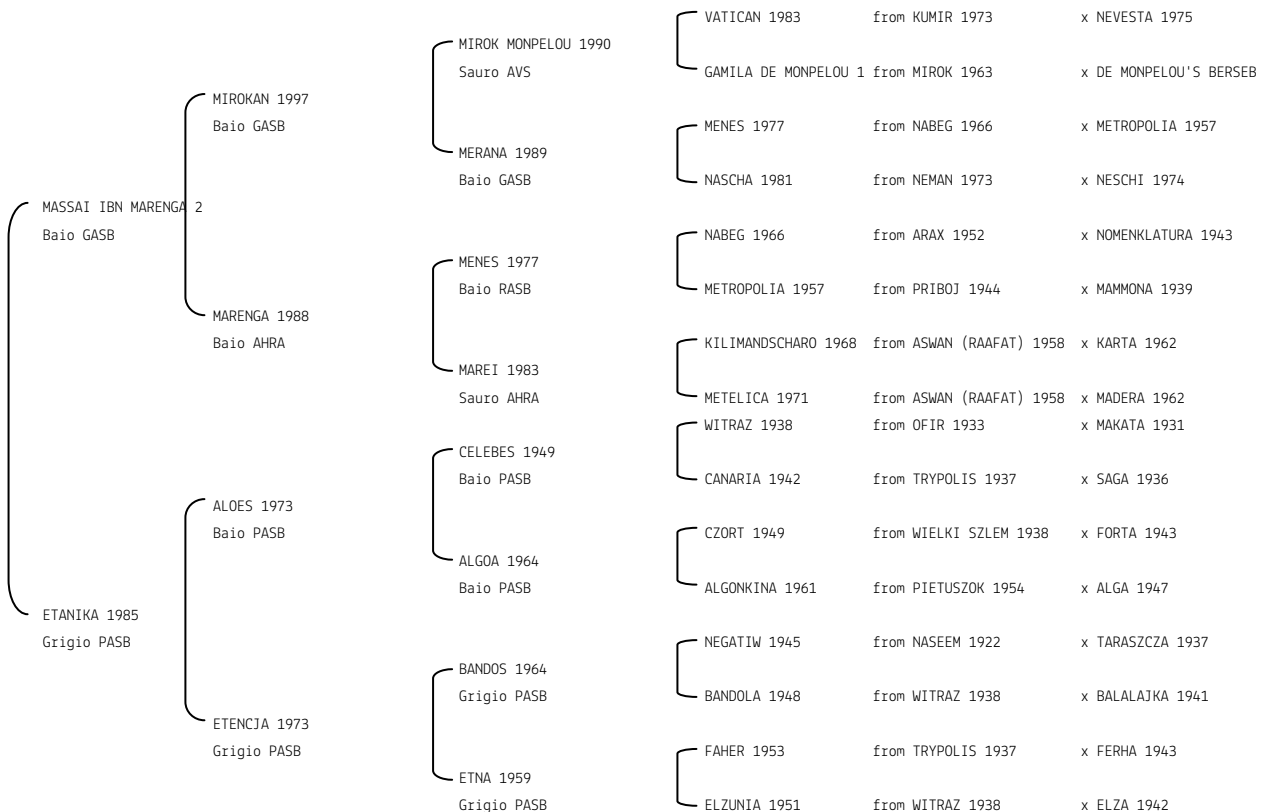 VATICAN 1983 from KUMIR 1973 x NEVESTA 1975
MIROK MONPELOU 1990
Sauro AVS
GAMILA DE MONPELOU 1 from MIROK 1963 x DE MONPELOU'S BERSEB
MIROKAN 1997
Baio GASB
MENES 1977 from NABEG 1966 x METROPOLIA 1957
MERANA 1989
Baio GASB
NASCHA 1981 from NEMAN 1973 x NESCHI 1974
MASSAI IBN MARENGA 2
Baio GASB
NABEG 1966 from ARAX 1952 x NOMENKLATURA 1943
MENES 1977
Baio RASB
METROPOLIA 1957 from PRIBOJ 1944 x MAMMONA 1939
MARENGA 1988
Baio AHRA
KILIMANDSCHARO 1968 from ASWAN (RAAFAT) 1958 x KARTA 1962
MAREI 1983
Sauro AHRA
METELICA 1971 from ASWAN (RAAFAT) 1958 x MADERA 1962
WITRAZ 1938 from OFIR 1933 x MAKATA 1931
CELEBES 1949
Baio PASB
CANARIA 1942 from TRYPOLIS 1937 x SAGA 1936
ALOES 1973
Baio PASB
CZORT 1949 from WIELKI SZLEM 1938 x FORTA 1943
ALGOA 1964
Baio PASB
ALGONKINA 1961 from PIETUSZOK 1954 x ALGA 1947
ETANIKA 1985
Grigio PASB
NEGATIW 1945 from NASEEM 1922 x TARASZCZA 1937
BANDOS 1964
Grigio PASB
BANDOLA 1948 from WITRAZ 1938 x BALALAJKA 1941
ETENCJA 1973
Grigio PASB
FAHER 1953 from TRYPOLIS 1937 x FERHA 1943
ETNA 1959
Grigio PASB
ELZUNIA 1951 from WITRAZ 1938 x ELZA 1942